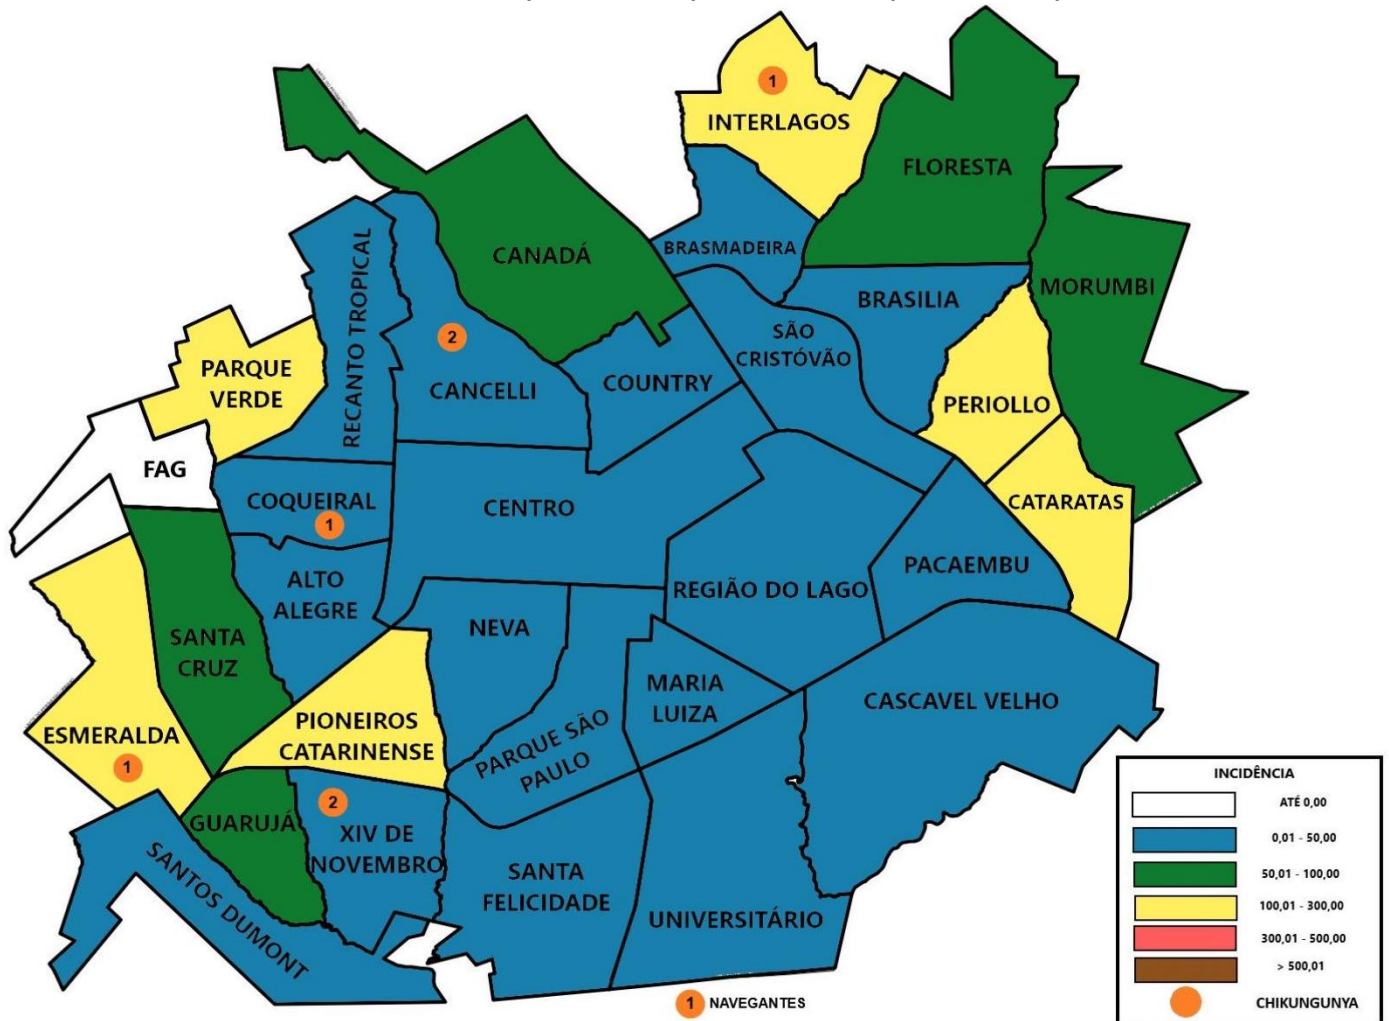 1
INTERLAGOS
FLORESTA
CANADÁ
BRASMADEIRA
MORUMBI
BRASILIA
RECANTO TROPICAL
SÃO
CRISTÓVÃO
2
CANCELLI
COUNTRY
PARQUE
VERDE
PERIOLLO
FAG
COQUEIRAL
1
CENTRO
CATARATAS
ALTO
ALEGRE
REGIÃO DO LAGO
PACAEMBU
SANTA
CRUZ
NEVA
MARIA
LUIZA
CASCAVEL VELHO
ESMERALDA
1
PIONEIROS
CATARINENSE
PARQUE SÃO
PAULO
GUARUJÁ
2
XIV DE
NOVEMBRO
SANTOS DUMONT
SANTA
FELICIDADE
UNIVERSITÁRIO
1 NAVEGANTES
INCIDÊNCIA
ATÉ 0,00
0,01 - 50,00
50,01 - 100,00
100,01 - 300,00
300,01 - 500,00
> 500,01
CHIKUNGUNYA